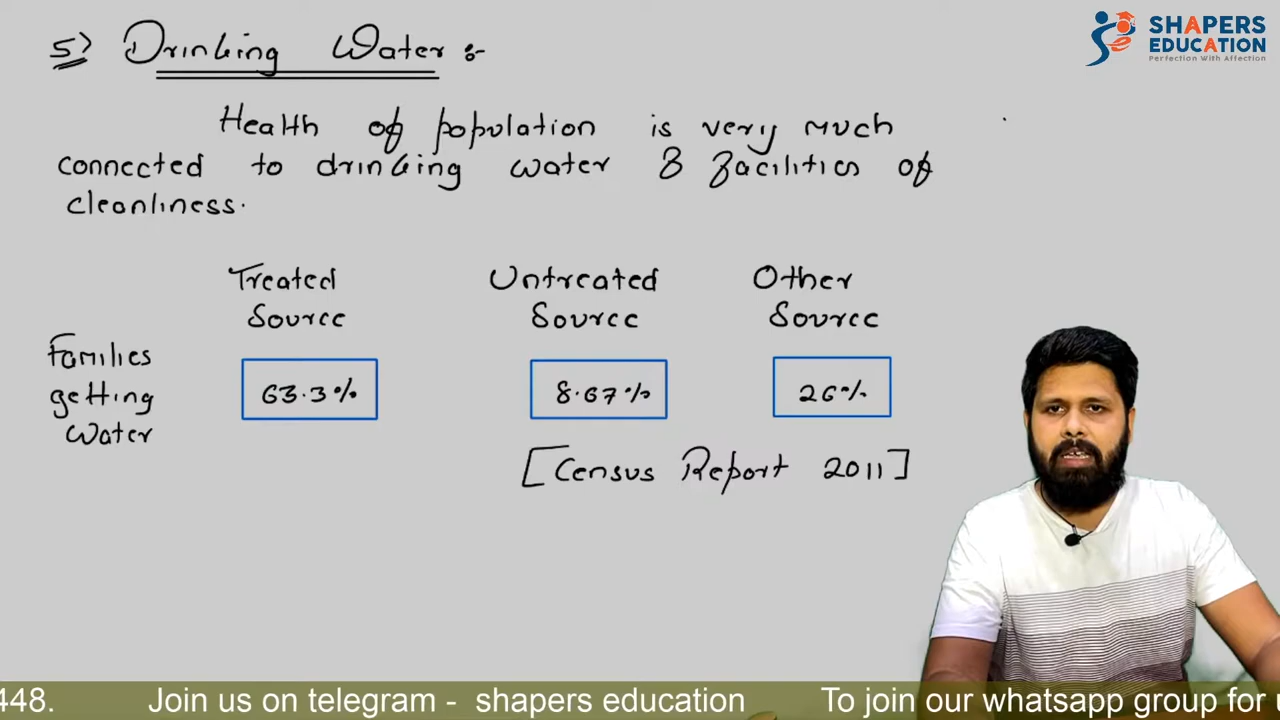 5) Drinking Water :-
SHAPERS
EDUCATION
Perfection With Affection
Health of population is very much
connected to drinking water & facilities of
cleanliness.
Treated Source
Untreated Source
Other Source
Families getting Water
63.3%
8.67%
26%
[Census Report 2011]
448. Join us on telegram - shapers education To join our whatsapp group for u